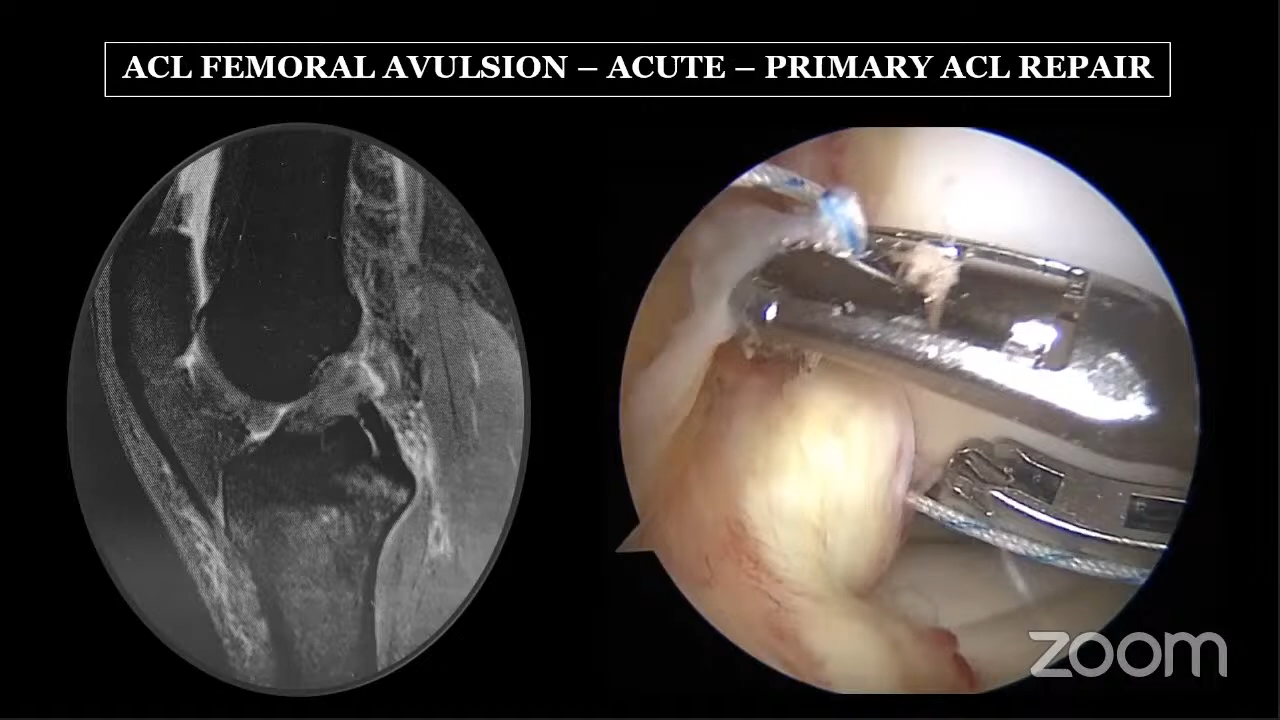 ACL FEMORAL AVULSION – ACUTE – PRIMARY ACL REPAIR
zoom